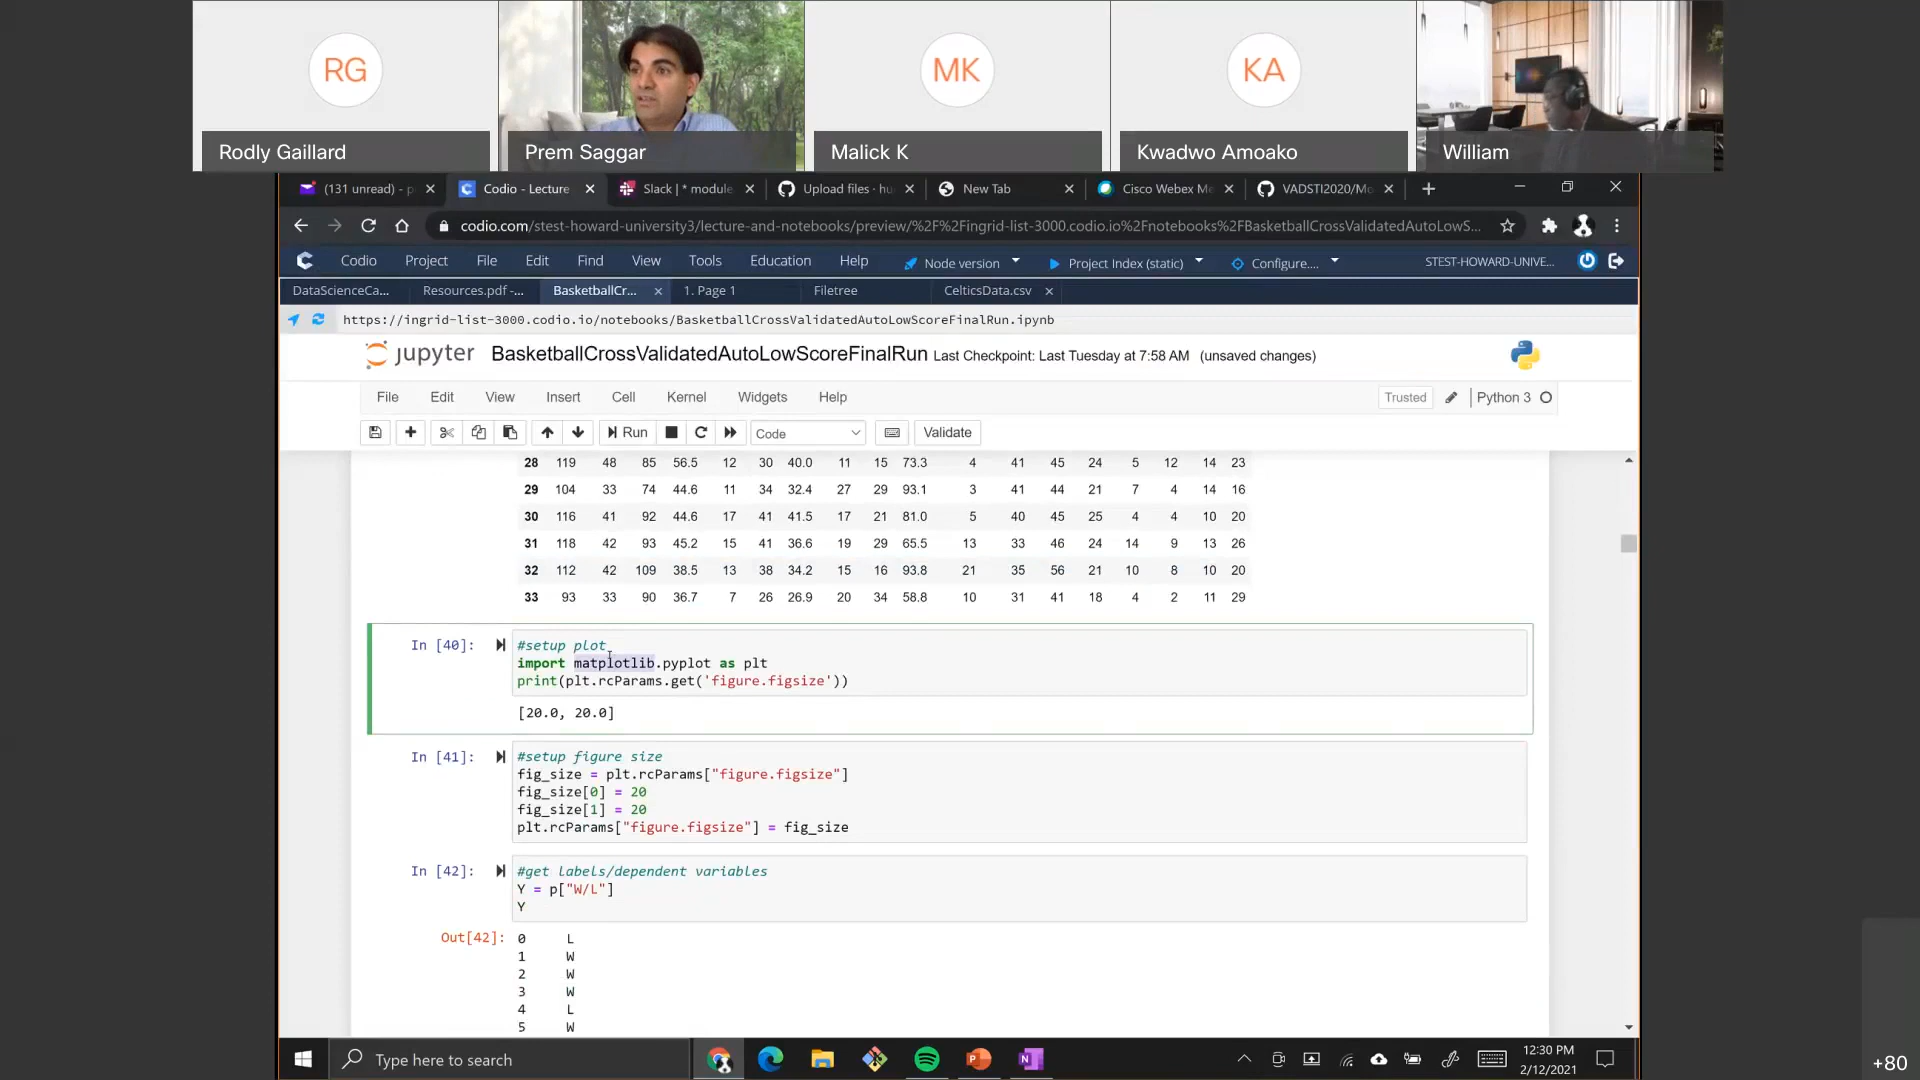 RG
MK
KA
Rodly Gaillard
Prem Saggar
Malick K
Kwadwo Amoako
William
(131 unread) - p
Codio - Lecture
Slack | * module
Upload files · hu
New Tab
Cisco Webex Me
VADSTI2020/Mo
codio.com/stest-howard-university3/lecture-and-notebooks/preview/%2F%2Fingrid-list-3000.codio.io%2Fnotebooks%2FBasketballCrossValidatedAutoLowS...
Codio Project File Edit Find View Tools Education Help Node version Project Index (static) Configure.... STEST-HOWARD-UNIVE...
DataScienceCa... Resources.pdf -... BasketballCr... 1. Page 1 Filetree CelticsData.csv
https://ingrid-list-3000.codio.io/notebooks/BasketballCrossValidatedAutoLowScoreFinalRun.ipynb
jupyter BasketballCrossValidatedAutoLowScoreFinalRun Last Checkpoint: Last Tuesday at 7:58 AM (unsaved changes)
File Edit View Insert Cell Kernel Widgets Help Trusted Python 3
Run Code Validate
28 119 48 85 56.5 12 30 40.0 11 15 73.3 4 41 45 24 5 12 14 23
29 104 33 74 44.6 11 34 32.4 27 29 93.1 3 41 44 21 7 4 14 16
30 116 41 92 44.6 17 41 41.5 17 21 81.0 5 40 45 25 4 4 10 20
31 118 42 93 45.2 15 41 36.6 19 29 65.5 13 33 46 24 14 9 13 26
32 112 42 109 38.5 13 38 34.2 15 16 93.8 21 35 56 21 10 8 10 20
33 93 33 90 36.7 7 26 26.9 20 34 58.8 10 31 41 18 4 2 11 29
In [40]: #setup plot
import matplotlib.pyplot as plt
print(plt.rcParams.get('figure.figsize'))
[20.0, 20.0]
In [41]: #setup figure size
fig_size = plt.rcParams["figure.figsize"]
fig_size[0] = 20
fig_size[1] = 20
plt.rcParams["figure.figsize"] = fig_size
In [42]: #get labels/dependent variables
Y = p["W/L"]
Y
Out[42]: 0 L
1 W
2 W
3 W
4 L
5 W
Type here to search
12:30 PM
2/12/2021
+80